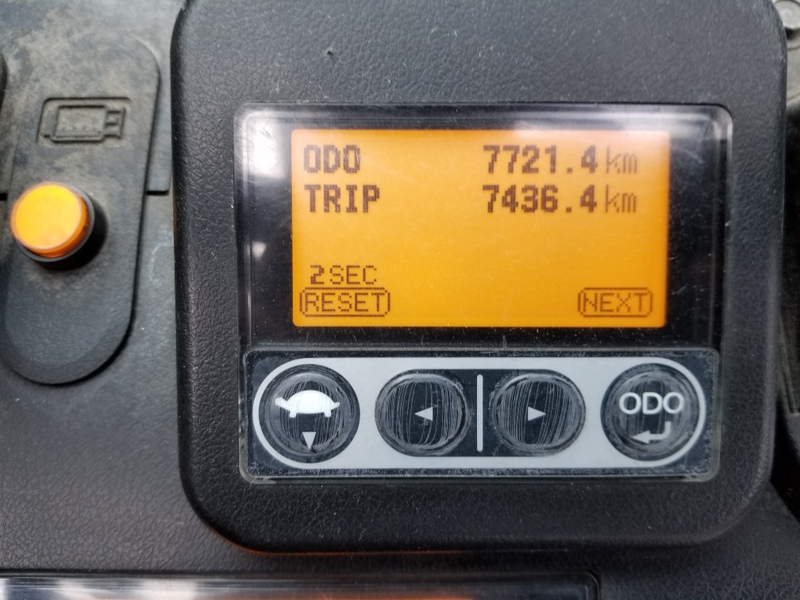 ODO 7721.4 km
TRIP 7436.4 km
2SEC
RESET NEXT
ODO